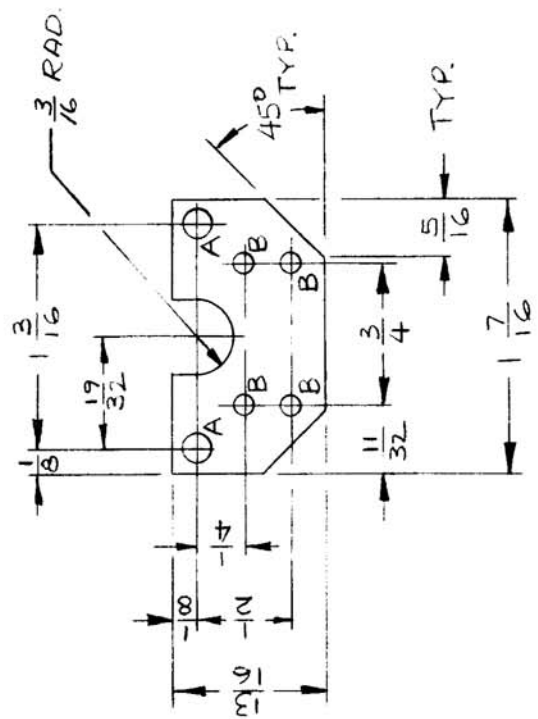 3/16 RAD.
1 3/16
19/32
1/8
45° TYP.
A
A
B
B
B
B
1/4
1/8
1/2
13/16
5/16 TYP.
3/4
11/32
1 7/16